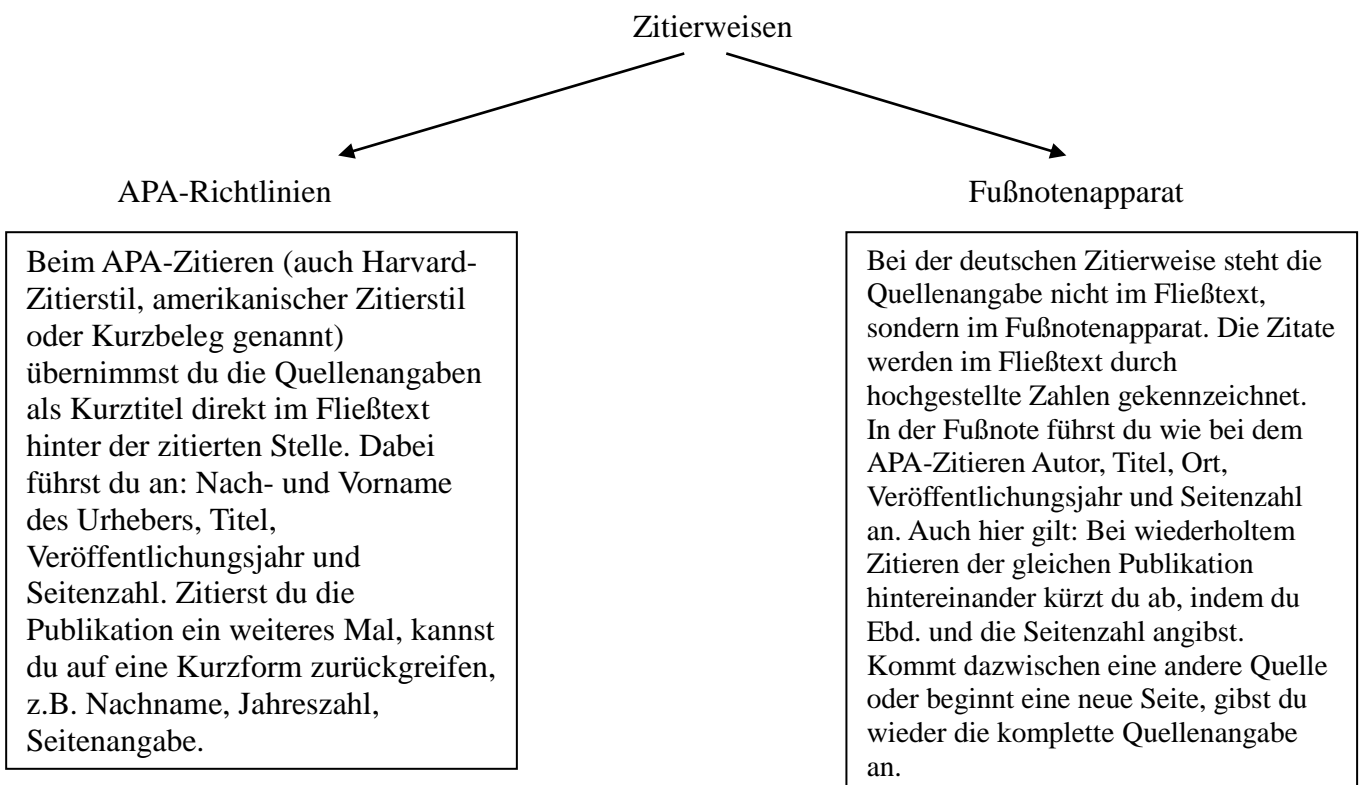 Zitierweisen
APA-Richtlinien
Beim APA-Zitieren (auch Harvard-
Zitierstil, amerikanischer Zitierstil
oder Kurzbeleg genannt)
übernimmst du die Quellenangaben
als Kurztitel direkt im Fließtext
hinter der zitierten Stelle. Dabei
führst du an: Nach- und Vorname
des Urhebers, Titel,
Veröffentlichungsjahr und
Seitenzahl. Zitierst du die
Publikation ein weiteres Mal, kannst
du auf eine Kurzform zurückgreifen,
z.B. Nachname, Jahreszahl,
Seitenangabe.
Fußnotenapparat
Bei der deutschen Zitierweise steht die
Quellenangabe nicht im Fließtext,
sondern im Fußnotenapparat. Die Zitate
werden im Fließtext durch
hochgestellte Zahlen gekennzeichnet.
In der Fußnote führst du wie bei dem
APA-Zitieren Autor, Titel, Ort,
Veröffentlichungsjahr und Seitenzahl
an. Auch hier gilt: Bei wiederholtem
Zitieren der gleichen Publikation
hintereinander kürzt du ab, indem du
Ebd. und die Seitenzahl angibst.
Kommt dazwischen eine andere Quelle
oder beginnt eine neue Seite, gibst du
wieder die komplette Quellenangabe
an.